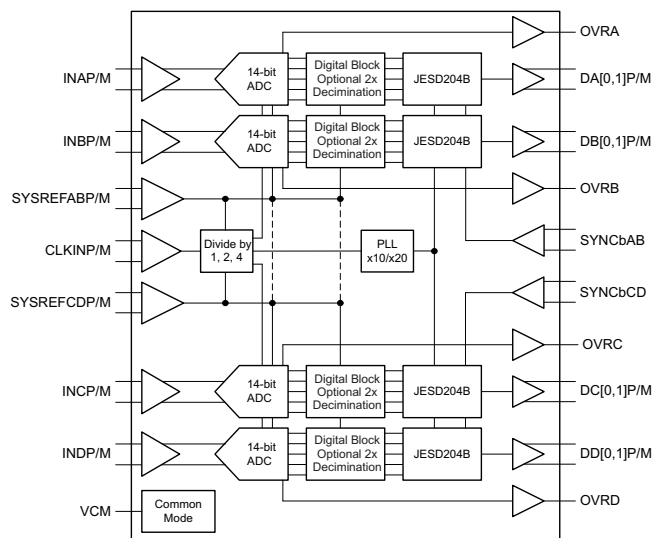 OVRA
INAP/M
14-bit
ADC
Digital Block
Optional 2x
Decimination
JESD204B
DA[0,1]P/M
INBP/M
14-bit
ADC
Digital Block
Optional 2x
Decimination
JESD204B
DB[0,1]P/M
SYSREFABP/M
OVRB
CLKINP/M
Divide by
1, 2, 4
PLL
x10/x20
SYNCbAB
SYSREFCDP/M
SYNCbCD
OVRC
INCP/M
14-bit
ADC
Digital Block
Optional 2x
Decimination
JESD204B
DC[0,1]P/M
INDP/M
14-bit
ADC
Digital Block
Optional 2x
Decimination
JESD204B
DD[0,1]P/M
VCM
Common
Mode
OVRD